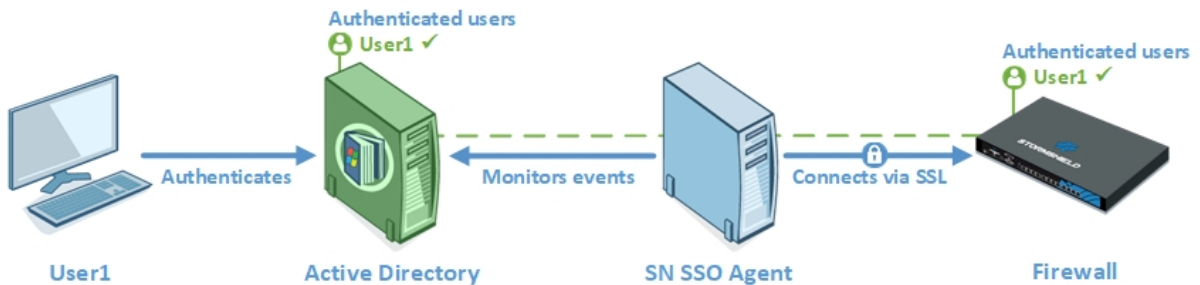 Authenticated users
User1 ✓
Authenticated users
User1 ✓
STORMSHIELD
Authenticates
Monitors events
Connects via SSL
User1
Active Directory
SN SSO Agent
Firewall